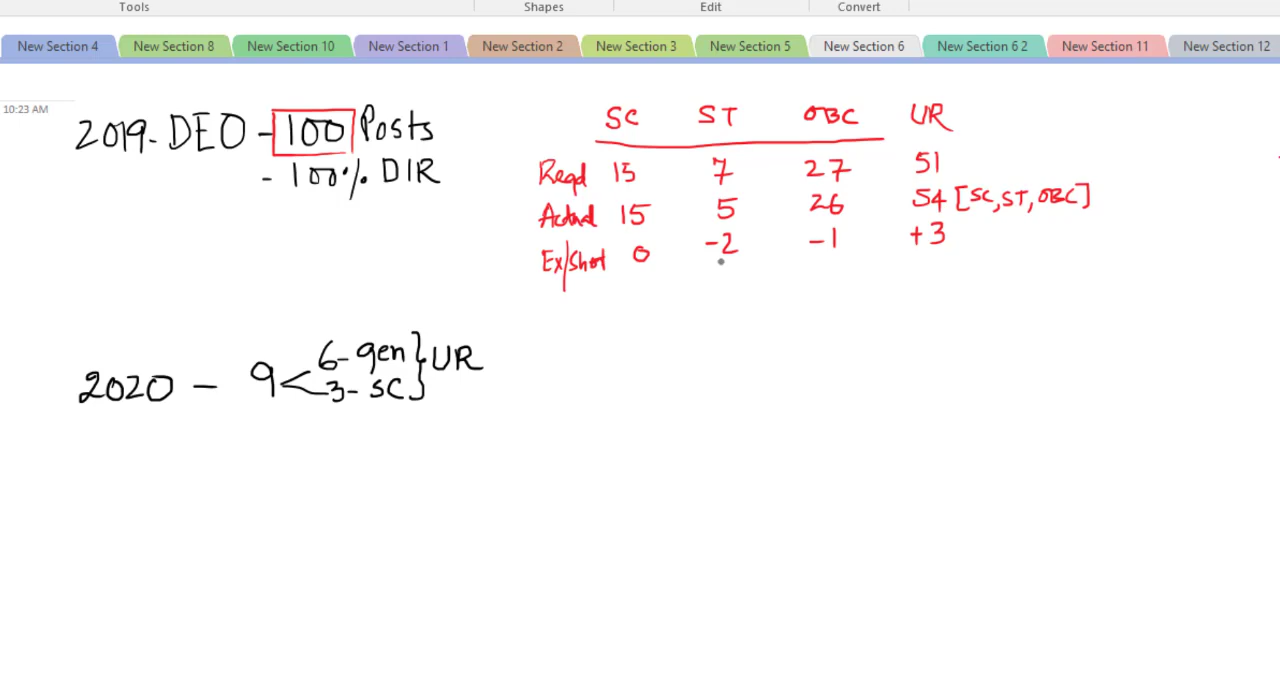 Tools Shapes Edit Convert
New Section 4 New Section 8 New Section 10 New Section 1 New Section 2 New Section 3 New Section 5 New Section 6 New Section 6 2 New Section 11 New Section 12
10:23 AM
2019- DEO - 100 Posts
- 100% DIR
SC ST OBC UR
Reqd 15 7 27 51
Actual 15 5 26 54 [SC, ST, OBC]
Ex/Shot 0 -2 -1 +3
2020 - 9 < 6- gen } UR
3- SC